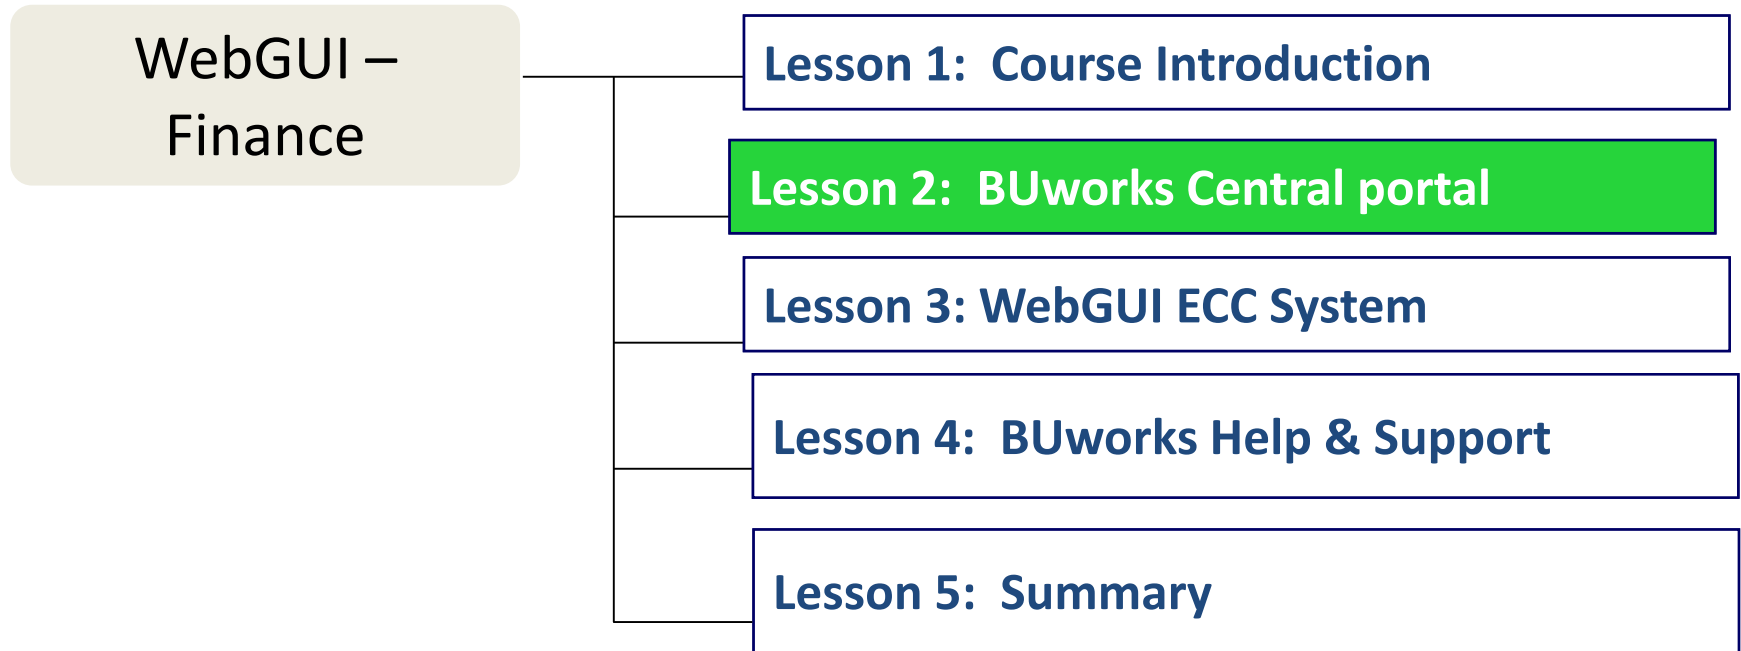 WebGUI –
Finance
Lesson 1:  Course Introduction
Lesson 2:  BUworks Central portal
Lesson 3: WebGUI ECC System
Lesson 4:  BUworks Help & Support
Lesson 5:  Summary